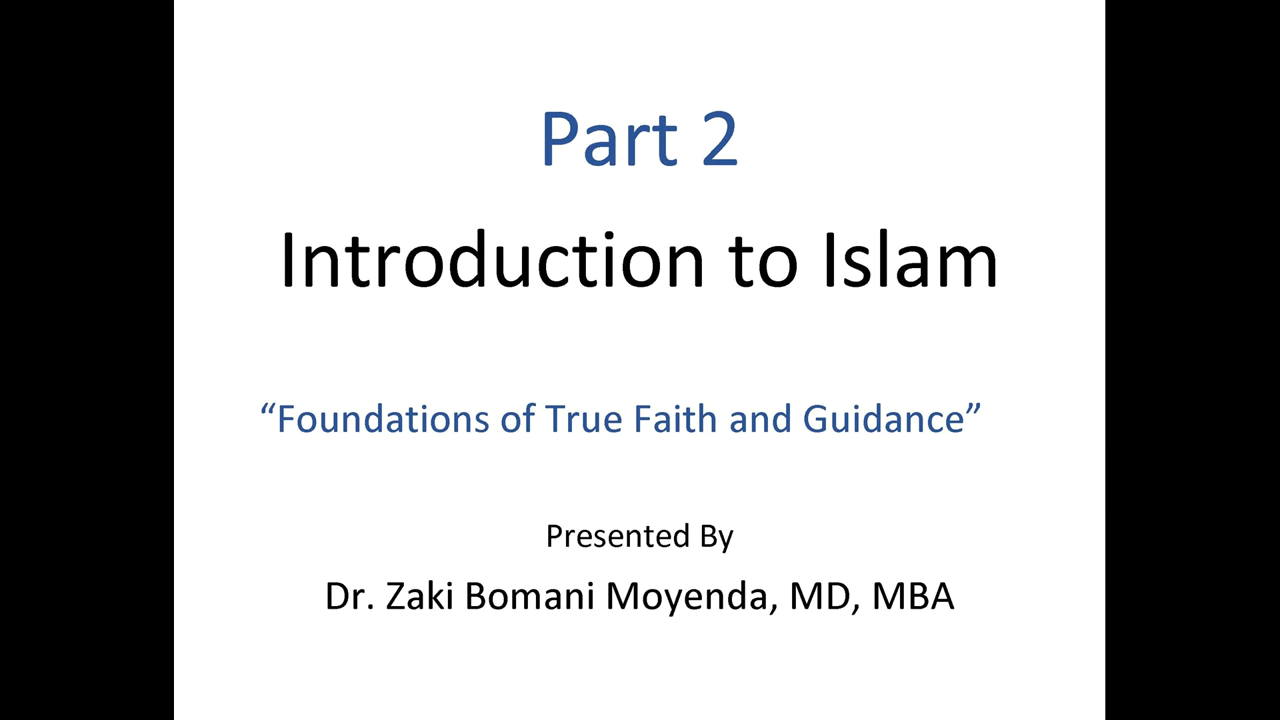 Part 2
Introduction to Islam
“Foundations of True Faith and Guidance”
Presented By
Dr. Zaki Bomani Moyenda, MD, MBA